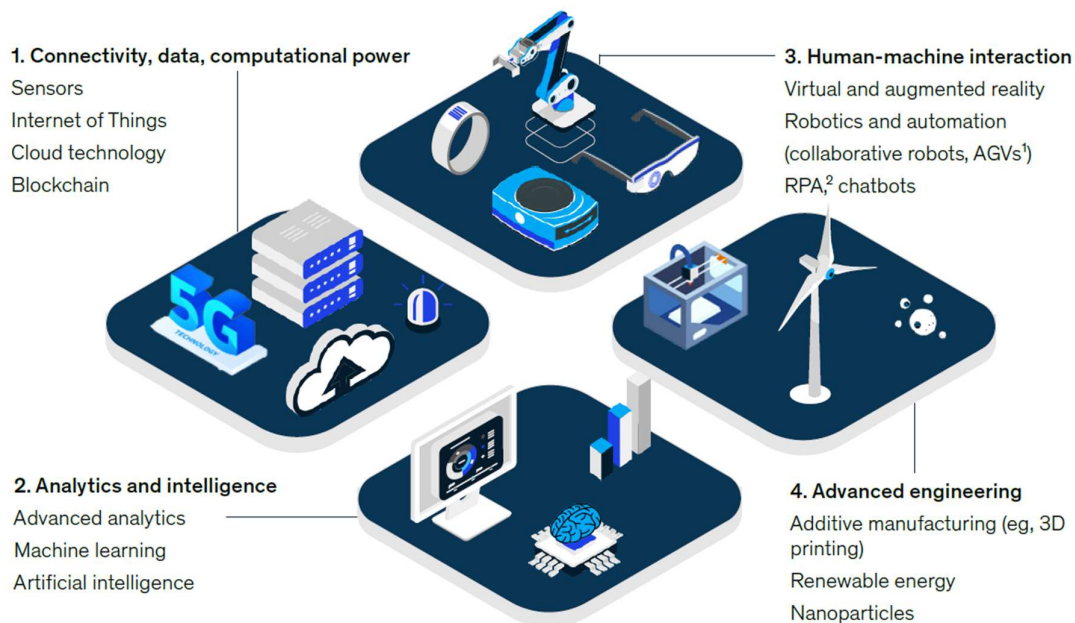 1. Connectivity, data, computational power
Sensors
Internet of Things
Cloud technology
Blockchain
3. Human-machine interaction
Virtual and augmented reality
Robotics and automation
(collaborative robots, AGVs¹)
RPA,² chatbots
5G
TECHNOLOGY
2. Analytics and intelligence
Advanced analytics
Machine learning
Artificial intelligence
4. Advanced engineering
Additive manufacturing (eg, 3D
printing)
Renewable energy
Nanoparticles